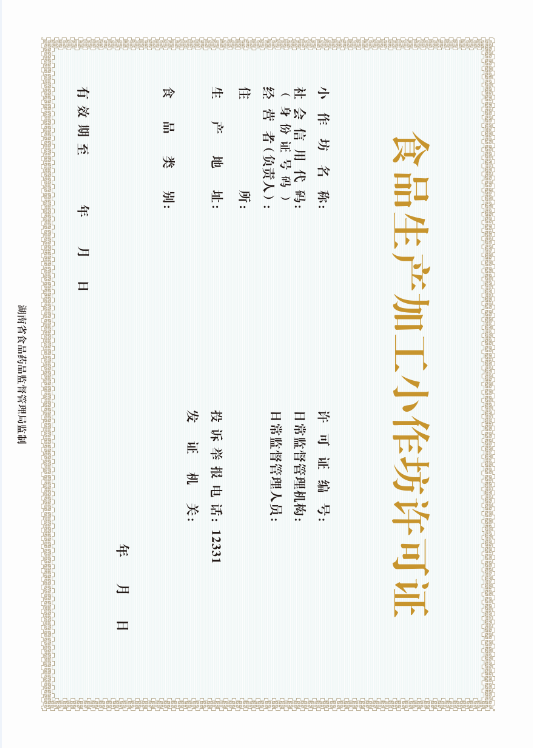 食品生产加工小作坊许可证
小作坊名称:
社会信用代码:
(身份证号码)
经营者(负责人):
住所:
生产地址:
食品类别:
有效期至 年 月 日
许可证编号:
日常监督管理机构:
日常监督管理人员:
投诉举报电话:12331
发证机关:
年 月 日
湖南省食品药品监督管理局监制